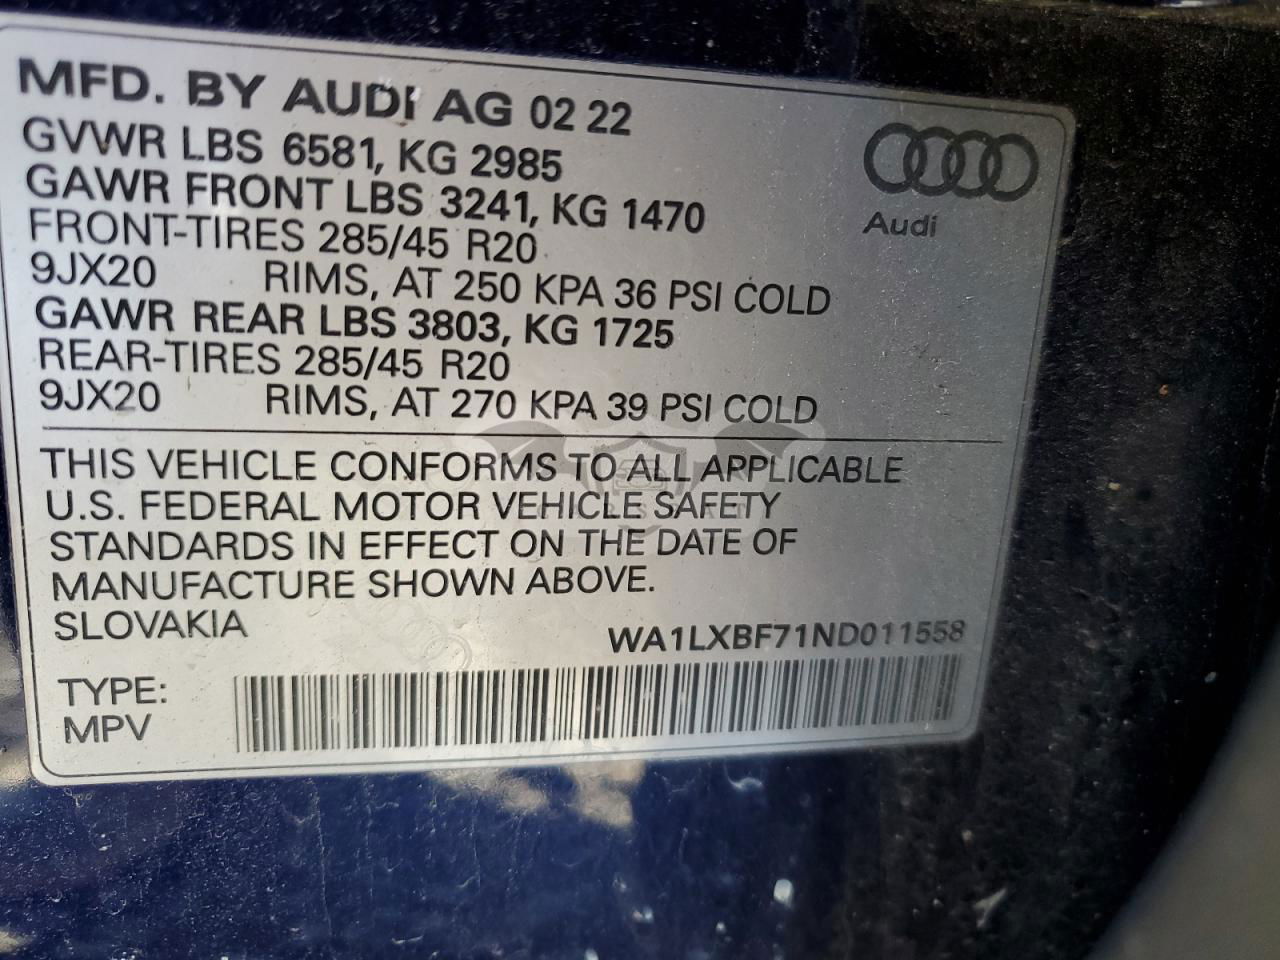 MFD. BY AUDI AG 02 22
GVWR LBS 6581, KG 2985
GAWR FRONT LBS 3241, KG 1470
FRONT-TIRES 285/45 R20
9JX20 RIMS, AT 250 KPA 36 PSI COLD
GAWR REAR LBS 3803, KG 1725
REAR-TIRES 285/45 R20
9JX20 RIMS, AT 270 KPA 39 PSI COLD
Audi
THIS VEHICLE CONFORMS TO ALL APPLICABLE
U.S. FEDERAL MOTOR VEHICLE SAFETY
STANDARDS IN EFFECT ON THE DATE OF
MANUFACTURE SHOWN ABOVE.
SLOVAKIA
WA1LXBF71ND011558
TYPE:
MPV